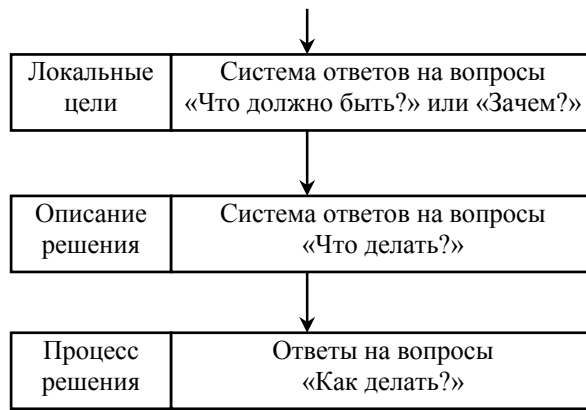 Локальные
цели
Система ответов на вопросы
«Что должно быть?» или «Зачем?»
Описание
решения
Система ответов на вопросы
«Что делать?»
Процесс
решения
Ответы на вопросы
«Как делать?»